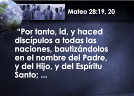 Mateo 28:19, 20
“Por tanto, id, y haced
discípulos a todas las
naciones, bautizándolos
en el nombre del Padre,
y del Hijo, y del Espíritu
Santo; ...